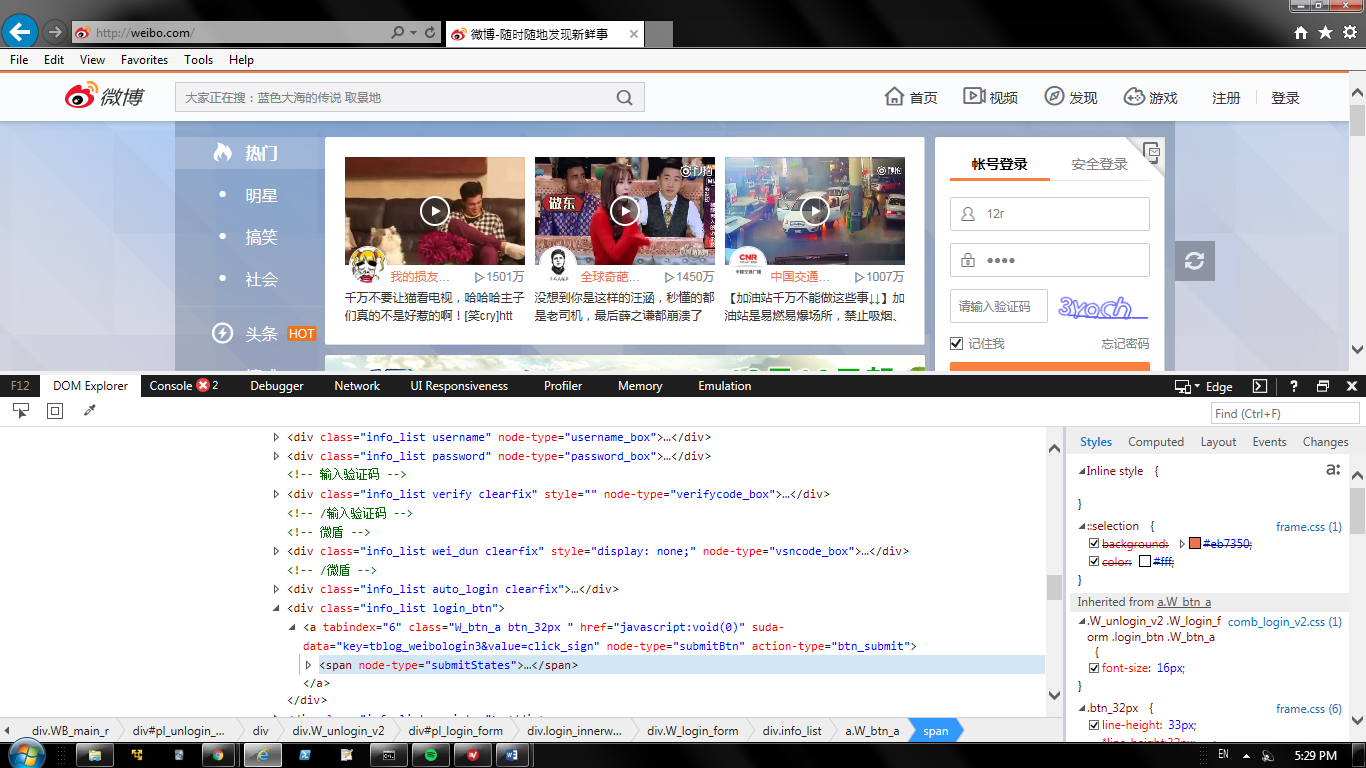 http://weibo.com/
微博-随时随地发现新鲜事
File Edit View Favorites Tools Help
微博
大家正在搜：蓝色大海的传说 取景地
首页 视频 发现 游戏 注册 登录
热门
明星
搞笑
社会
头条 HOT
做东
CNR
我的损友...
1501万
全球奇葩...
1450万
中国交通...
1007万
千万不要让猫看电视，哈哈哈主子
们真的不是好惹的啊！[笑cry]htt
没想到你是这样的汪涵，秒懂的都
是老司机，最后薛之谦都崩溃了
【加油站千万不能做这些事↓↓】加
油站是易燃易爆场所，禁止吸烟、
帐号登录 安全登录
12r
••••
请输入验证码
3yach
记住我 忘记密码
F12 DOM Explorer Console 2 Debugger Network UI Responsiveness Profiler Memory Emulation Edge
Find (Ctrl+F)
<div class="info_list username" node-type="username_box">…</div>
<div class="info_list password" node-type="password_box">…</div>
<!-- 输入验证码 -->
<div class="info_list verify clearfix" style="" node-type="verifycode_box">…</div>
<!-- /输入验证码 -->
<!-- 微盾 -->
<div class="info_list wei_dun clearfix" style="display: none;" node-type="vsncode_box">…</div>
<!-- /微盾 -->
<div class="info_list auto_login clearfix">…</div>
<div class="info_list login_btn">
<a tabindex="6" class="W_btn_a btn_32px " href="javascript:void(0)" suda-
data="key=tblog_weibologin3&value=click_sign" node-type="submitBtn" action-type="btn_submit">
<span node-type="submitStates">…</span>
</a>
</div>
Styles Computed Layout Events Changes
Inline style {
a:
}
::selection { frame.css (1)
background: #eb7350;
color: #fff;
}
Inherited from a.W_btn_a
.W_unlogin_v2 .W_login_f comb_login_v2.css (1)
orm .login_btn .W_btn_a
{
font-size: 16px;
}
.btn_32px { frame.css (6)
line-height: 33px;
*line-height:32px
div.WB_main_r div#pl_unlogin_... div div.W_unlogin_v2 div#pl_login_form div.login_innerw... div.W_login_form div.info_list a.W_btn_a span
EN 5:29 PM